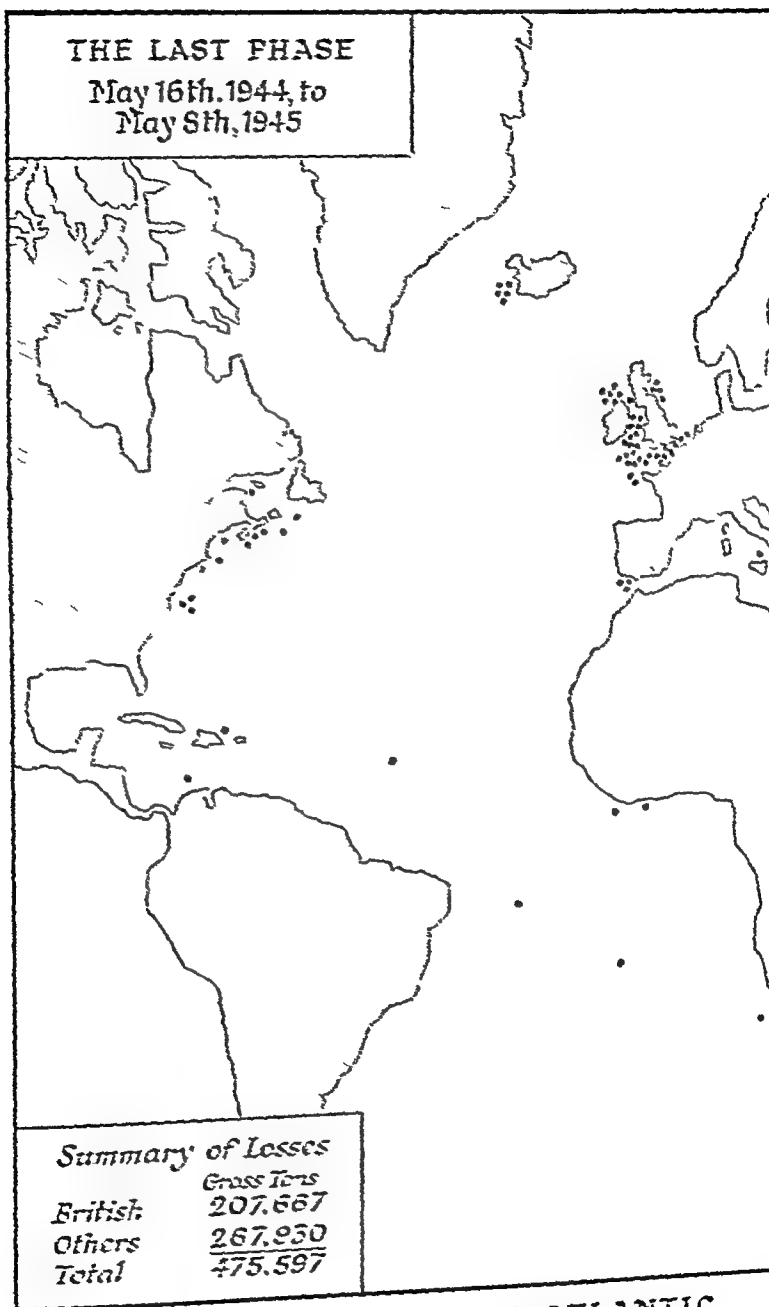 THE LAST PHASE
May 16th. 1944, to
May 8th, 1945
Summary of Losses
Gross Tons
British 207.667
Others 267.930
Total 475.597
ATLANTIC